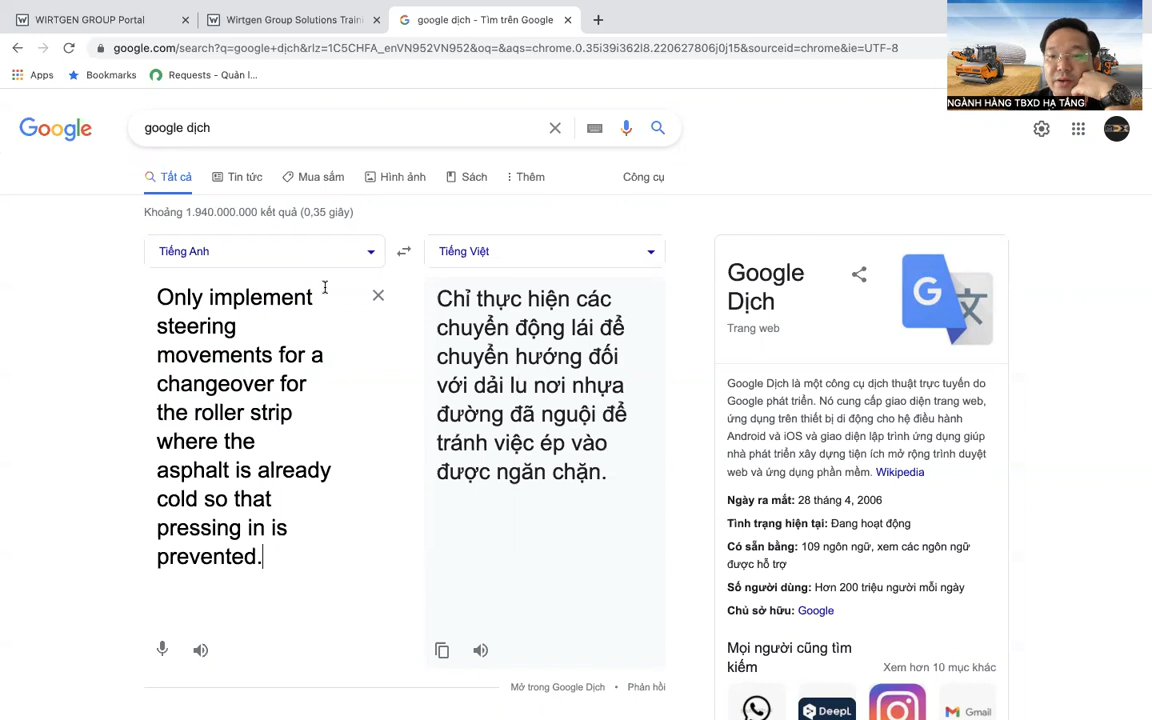 WIRTGEN GROUP Portal
Wirtgen Group Solutions Traini
google dịch - Tìm trên Google
google.com/search?q=google+dịch&rlz=1C5CHFA_enVN952VN952&oq=&aqs=chrome.0.35i39i362l8.220627806j0j15&sourceid=chrome&ie=UTF-8
Apps
Bookmarks
Requests - Quản l...
NGÀNH HÀNG TBXD HẠ TẦNG
Google
google dịch
Tất cả
Tin tức
Mua sắm
Hình ảnh
Sách
Thêm
Công cụ
Khoảng 1.940.000.000 kết quả (0,35 giây)
Tiếng Anh
Tiếng Việt
Only implement
steering
movements for a
changeover for
the roller strip
where the
asphalt is already
cold so that
pressing in is
prevented.
Chỉ thực hiện các
chuyển động lái để
chuyển hướng đối
với dải lu nơi nhựa
đường đã nguội để
tránh việc ép vào
được ngăn chặn.
Mở trong Google Dịch • Phản hồi
Google
Dịch
Trang web
Google Dịch là một công cụ dịch thuật trực tuyến do
Google phát triển. Nó cung cấp giao diện trang web,
ứng dụng trên thiết bị di động cho hệ điều hành
Android và iOS và giao diện lập trình ứng dụng giúp
nhà phát triển xây dựng tiện ích mở rộng trình duyệt
web và ứng dụng phần mềm. Wikipedia
Ngày ra mắt: 28 tháng 4, 2006
Tình trạng hiện tại: Đang hoạt động
Có sẵn bằng: 109 ngôn ngữ, xem các ngôn ngữ
được hỗ trợ
Số người dùng: Hơn 200 triệu người mỗi ngày
Chủ sở hữu: Google
Mọi người cũng tìm
kiếm
Xem hơn 10 mục khác
DeepL
Gmail